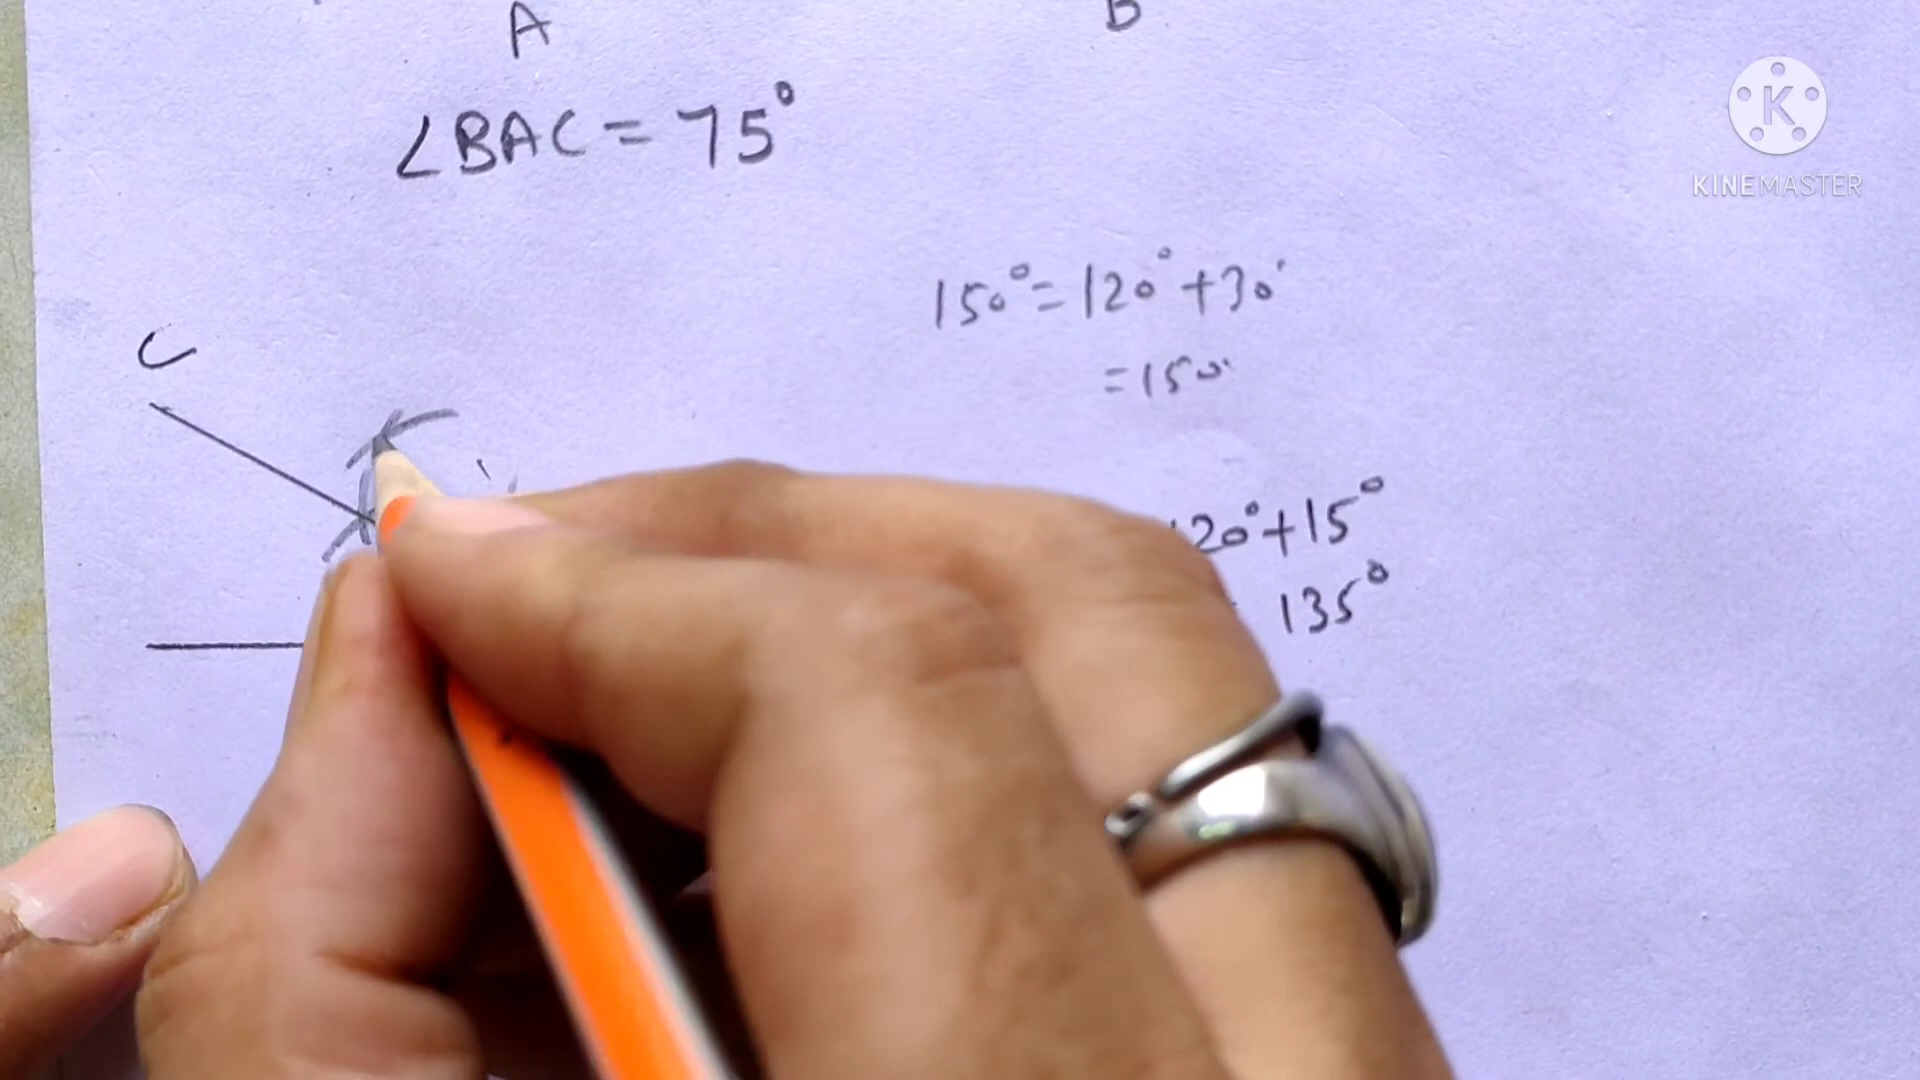 A B
∠BAC = 75°
K
KINEMASTER
150° = 120° + 30°
= 150°
C
120° + 15°
135°